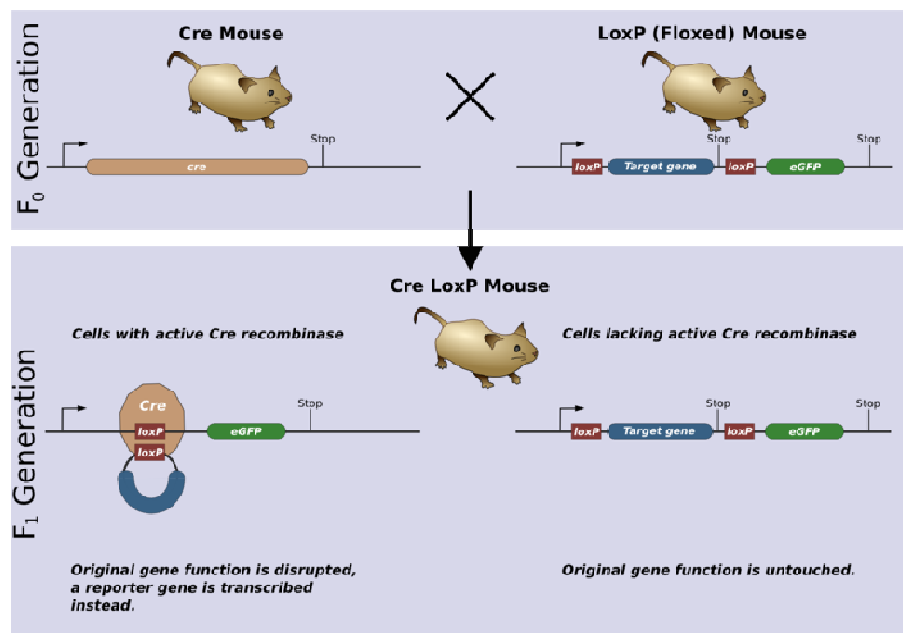 F0 Generation
Cre Mouse
LoxP (Floxed) Mouse
Stop
cre
Stop
Stop
loxP
Target gene
loxP
eGFP
F1 Generation
Cre LoxP Mouse
Cells with active Cre recombinase
Cells lacking active Cre recombinase
Cre
loxP
loxP
eGFP
Stop
Stop
Stop
loxP
Target gene
loxP
eGFP
Original gene function is disrupted,
a reporter gene is transcribed
instead.
Original gene function is untouched.